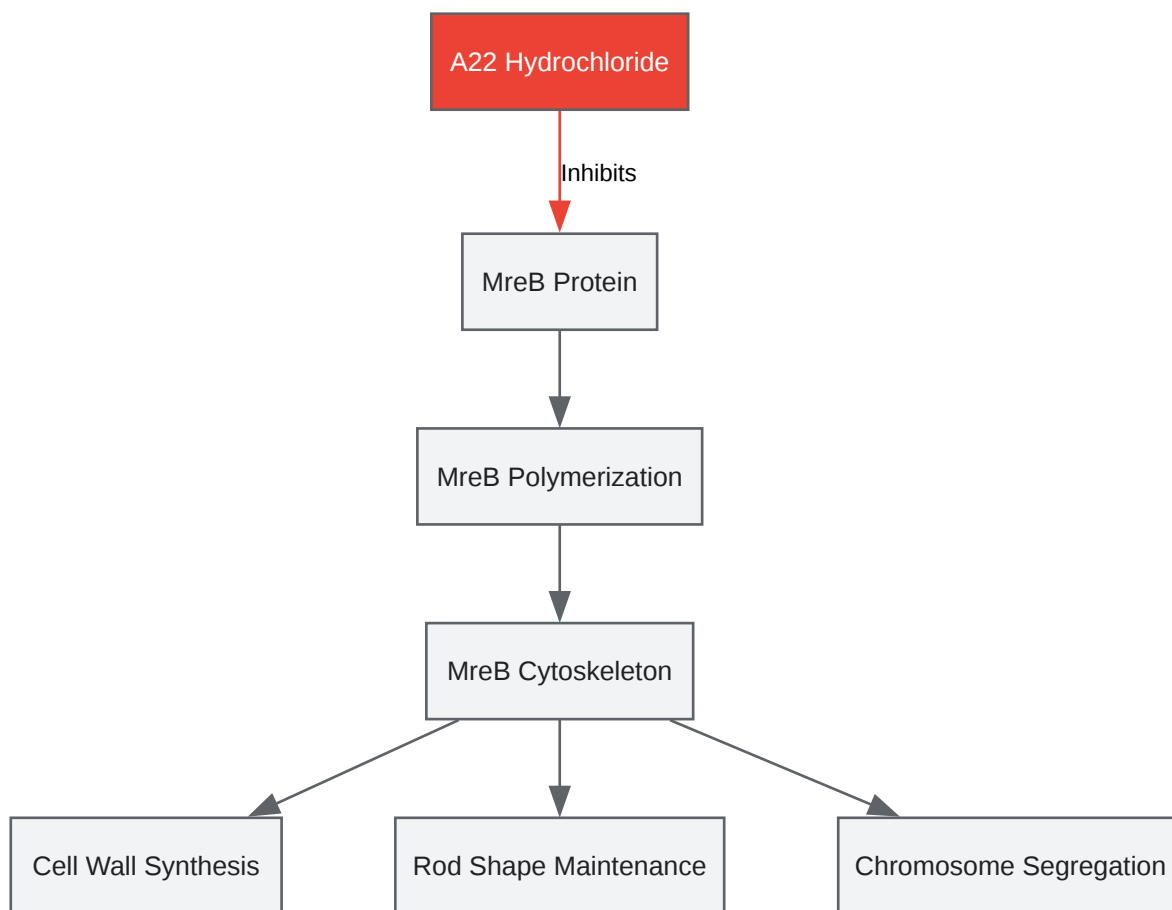 A22 Hydrochloride
Inhibits
MreB Protein
MreB Polymerization
MreB Cytoskeleton
Cell Wall Synthesis
Rod Shape Maintenance
Chromosome Segregation